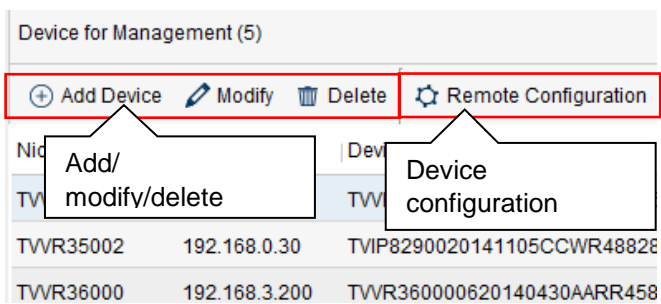 Device for Management (5)
Add Device Modify Delete Remote Configuration
Add/
modify/delete
Device
configuration
TVVR35002 192.168.0.30 TVIP8290020141105CCWR48828
TVVR36000 192.168.3.200 TVVR360000620140430AARR458